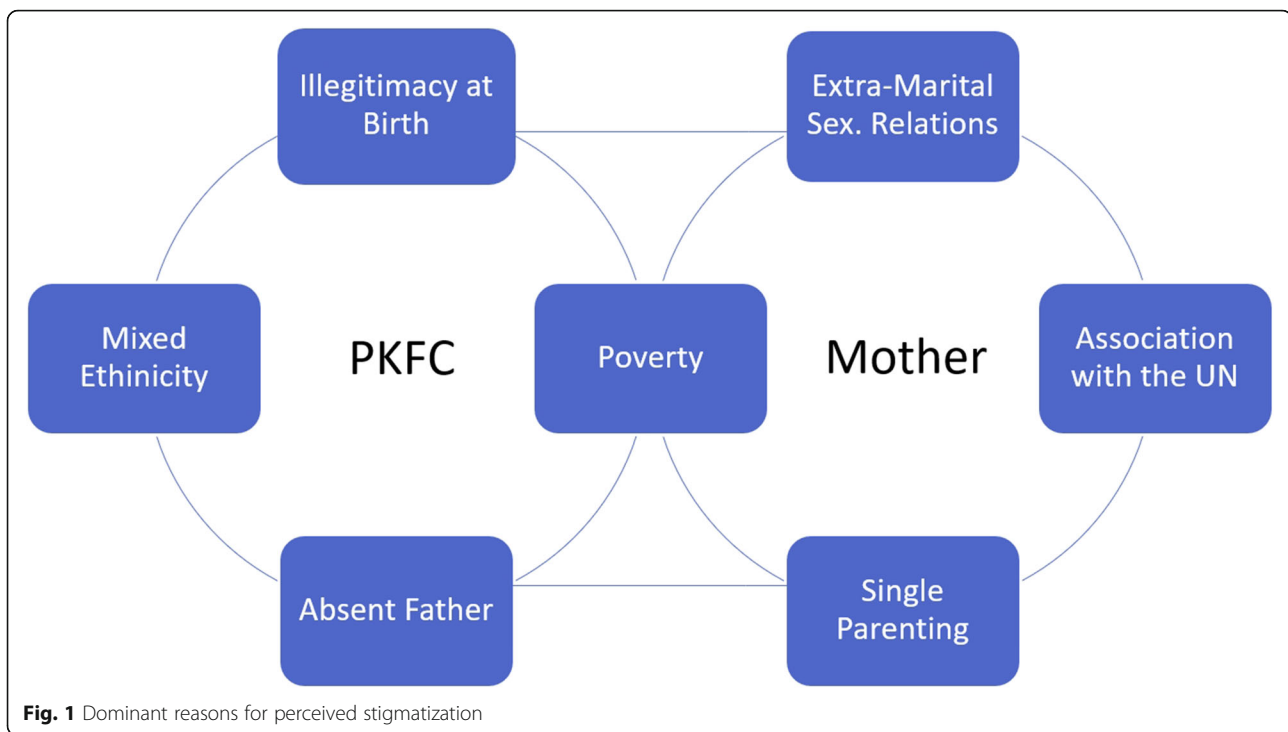 Illegitimacy at
Birth
Extra-Marital
Sex. Relations
Mixed
Ethinicity
PKFC
Poverty
Mother
Association
with the UN
Absent Father
Single
Parenting
Fig. 1 Dominant reasons for perceived stigmatization